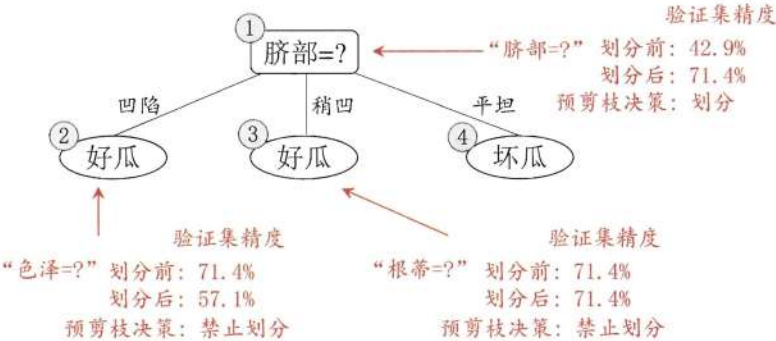 验证集精度
①
脐部=?
“脐部=?” 划分前: 42.9%
划分后: 71.4%
预剪枝决策: 划分
凹陷
稍凹
平坦
②
好瓜
③
好瓜
④
坏瓜
验证集精度
“色泽=?” 划分前: 71.4%
划分后: 57.1%
预剪枝决策: 禁止划分
验证集精度
“根蒂=?” 划分前: 71.4%
划分后: 71.4%
预剪枝决策: 禁止划分